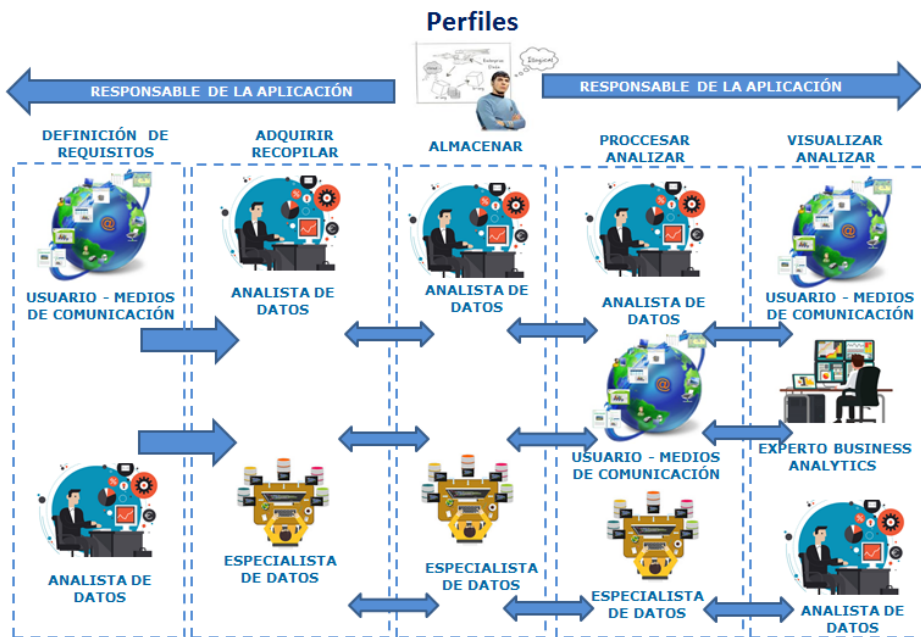 Perfiles
RESPONSABLE DE LA APLICACIÓN
RESPONSABLE DE LA APLICACIÓN
DEFINICIÓN DE
REQUISITOS
USUARIO - MEDIOS
DE COMUNICACIÓN
ANALISTA DE
DATOS
ADQUIRIR
RECOPILAR
ANALISTA DE
DATOS
ESPECIALISTA
DE DATOS
ALMACENAR
ANALISTA DE
DATOS
ESPECIALISTA
DE DATOS
PROCCESAR
ANALIZAR
ANALISTA DE
DATOS
USUARIO - MEDIOS
DE COMUNICACIÓN
ESPECIALISTA
DE DATOS
VISUALIZAR
ANALIZAR
USUARIO - MEDIOS
DE COMUNICACIÓN
EXPERTO BUSINESS
ANALYTICS
ANALISTA DE
DATOS